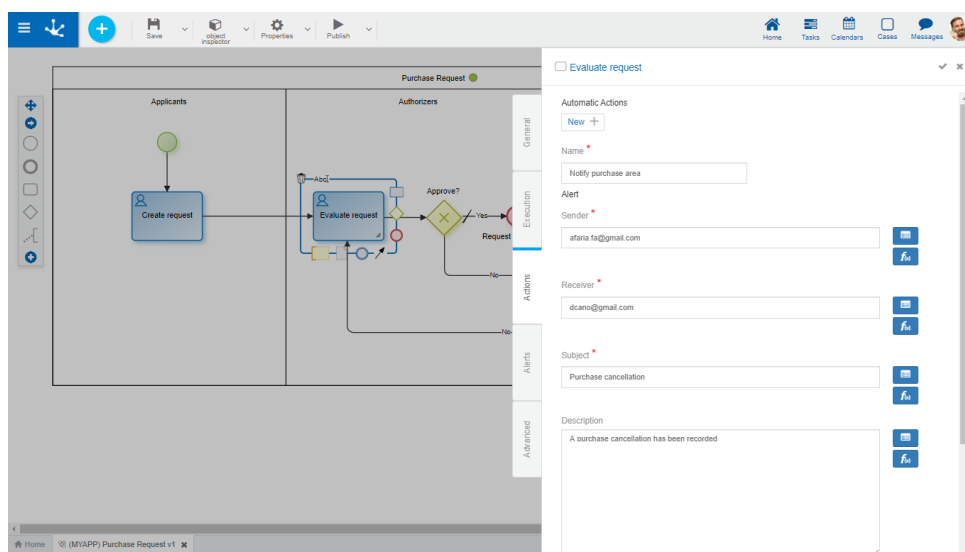 Save
object
inspector
Properties
Publish
Home
Tasks
Calendars
Cases
Messages
Purchase Request
Applicants
Authorizers
Create request
Abc
Evaluate request
Approve?
Yes
Request
No
No
General
Execution
Actions
Alerts
Advanced
Evaluate request
Automatic Actions
New +
Name *
Notify purchase area
Alert
Sender *
afaria.fa@gmail.com
f(x)
Receiver *
dcano@gmail.com
f(x)
Subject *
Purchase cancellation
f(x)
Description
A purchase cancellation has been recorded
f(x)
Home
(MYAPP) Purchase Request v1